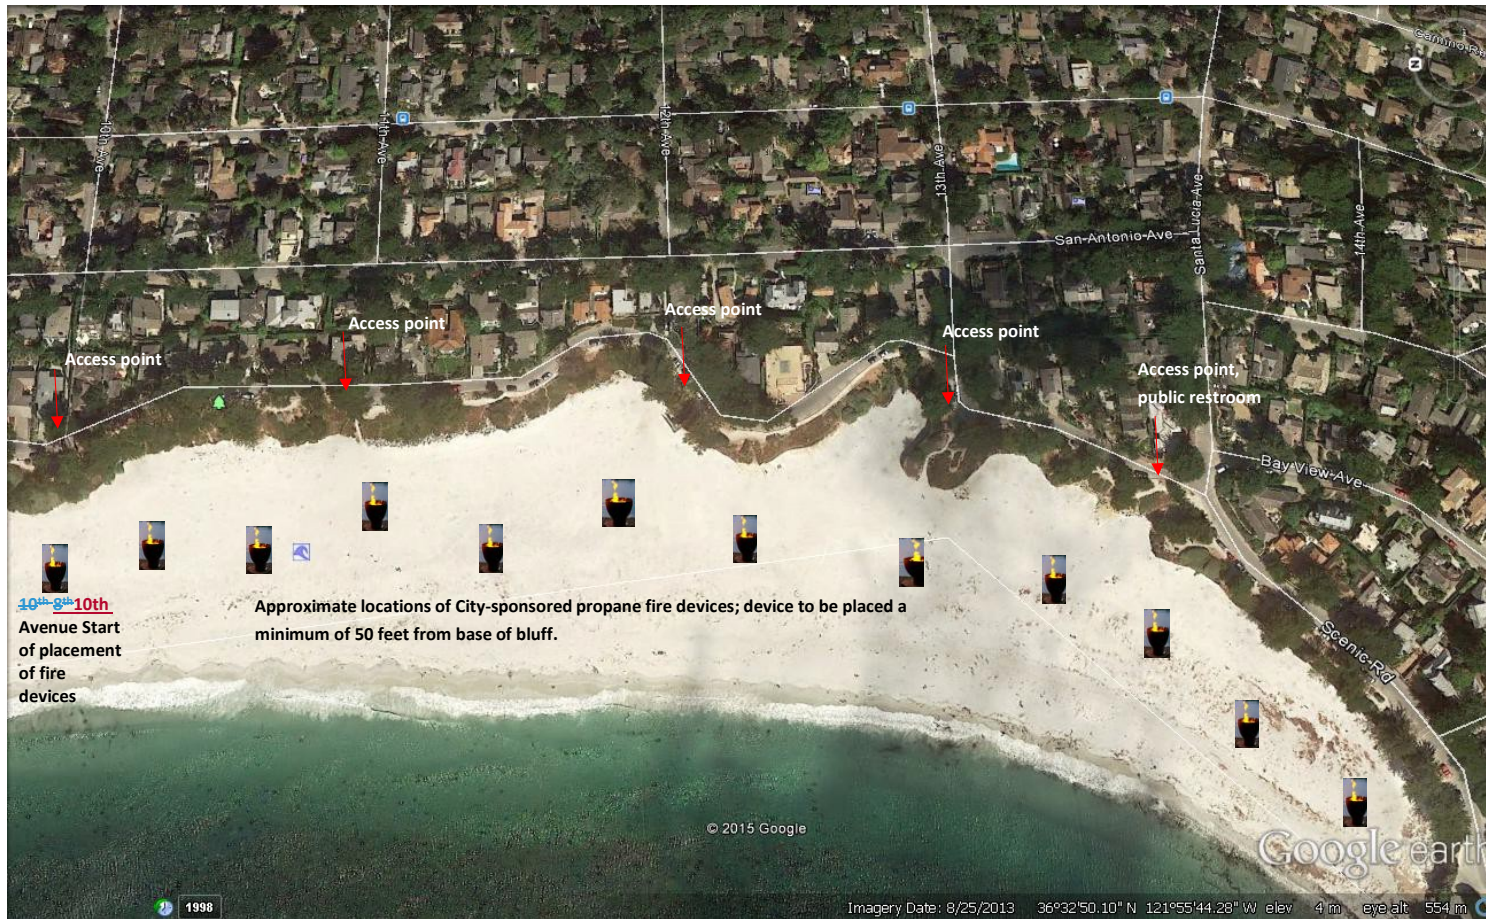 Camino R
10th Ave
11th Ave
12th Ave
13th Ave
Santa Lucia Ave
14th Ave
San Antonio Ave
Access point
Access point
Access point
Access point
Access point,
public restroom
Bay View Ave
Scenic Rd
10th 8th 10th
Avenue Start
of placement
of fire
devices
Approximate locations of City-sponsored propane fire devices; device to be placed a
minimum of 50 feet from base of bluff.
© 2015 Google
Google earth
1998
Imagery Date: 8/25/2013 36°32'50.10" N 121°55'44.28" W elev 4 m eye alt 554 m
N